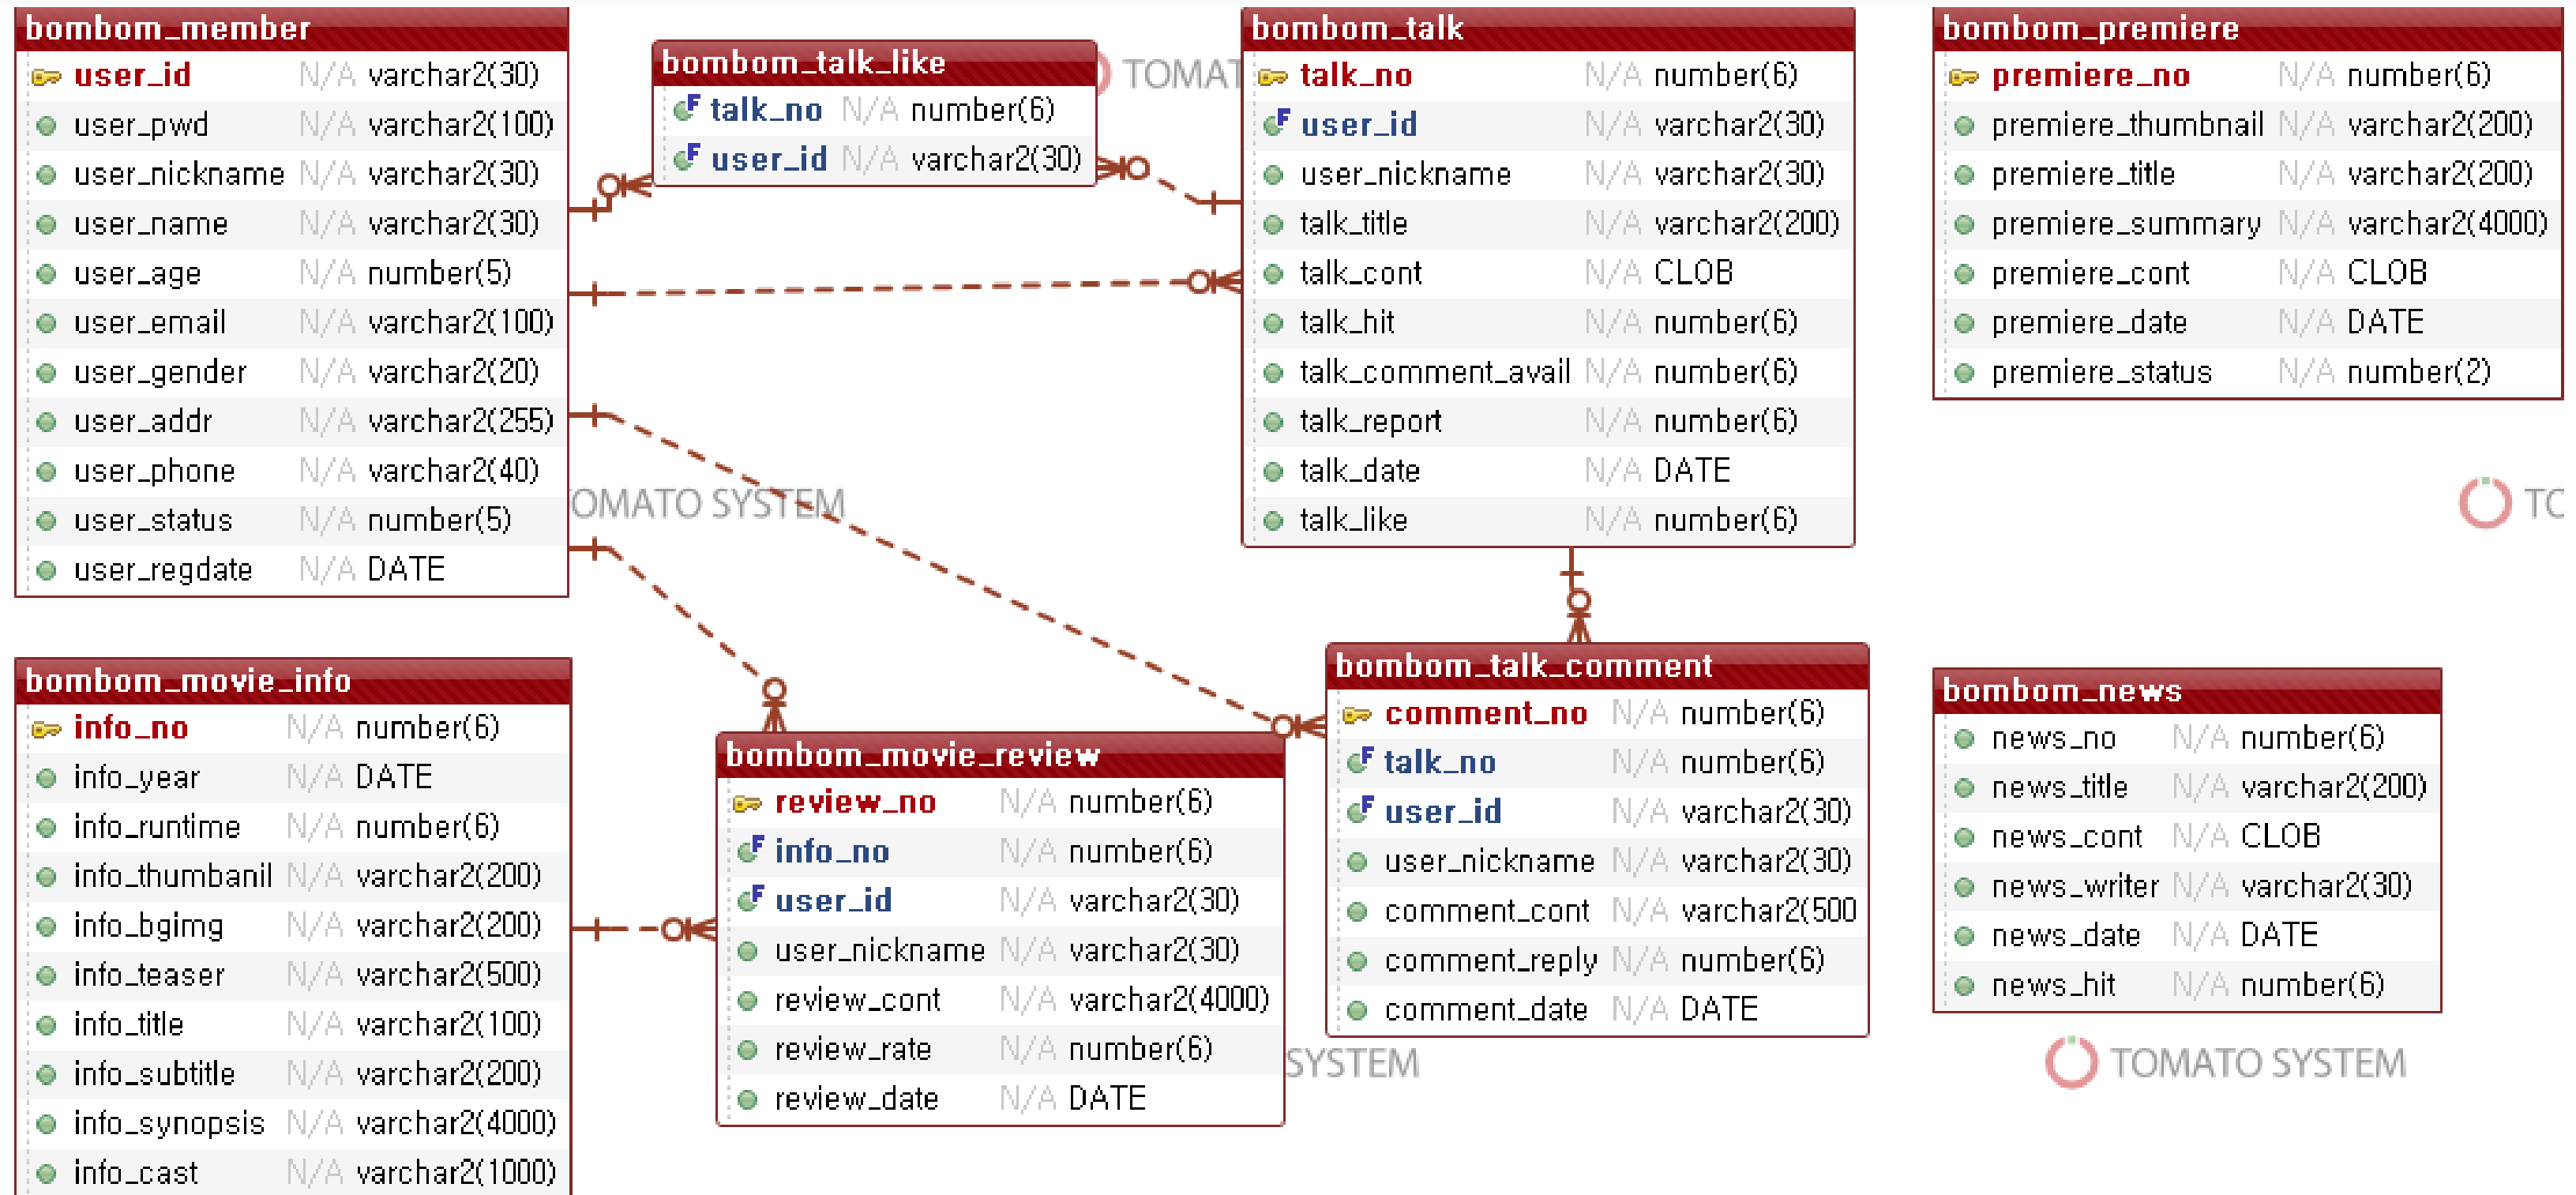 bombom_member
user_id N/A varchar2(30)
user_pwd N/A varchar2(100)
user_nickname N/A varchar2(30)
user_name N/A varchar2(30)
user_age N/A number(5)
user_email N/A varchar2(100)
user_gender N/A varchar2(20)
user_addr N/A varchar2(255)
user_phone N/A varchar2(40)
user_status N/A number(5)
user_regdate N/A DATE
bombom_talk_like
F talk_no N/A number(6)
F user_id N/A varchar2(30)
TOMAT
bombom_talk
talk_no N/A number(6)
F user_id N/A varchar2(30)
user_nickname N/A varchar2(30)
talk_title N/A varchar2(200)
talk_cont N/A CLOB
talk_hit N/A number(6)
talk_comment_avail N/A number(6)
talk_report N/A number(6)
talk_date N/A DATE
talk_like N/A number(6)
bombom_premiere
premiere_no N/A number(6)
premiere_thumbnail N/A varchar2(200)
premiere_title N/A varchar2(200)
premiere_summary N/A varchar2(4000)
premiere_cont N/A CLOB
premiere_date N/A DATE
premiere_status N/A number(2)
OMATO SYSTEM
TC
bombom_movie_info
info_no N/A number(6)
info_year N/A DATE
info_runtime N/A number(6)
info_thumbanil N/A varchar2(200)
info_bgimg N/A varchar2(200)
info_teaser N/A varchar2(500)
info_title N/A varchar2(100)
info_subtitle N/A varchar2(200)
info_synopsis N/A varchar2(4000)
info_cast N/A varchar2(1000)
bombom_movie_review
review_no N/A number(6)
F info_no N/A number(6)
F user_id N/A varchar2(30)
user_nickname N/A varchar2(30)
review_cont N/A varchar2(4000)
review_rate N/A number(6)
review_date N/A DATE
bombom_talk_comment
comment_no N/A number(6)
F talk_no N/A number(6)
F user_id N/A varchar2(30)
user_nickname N/A varchar2(30)
comment_cont N/A varchar2(500
comment_reply N/A number(6)
comment_date N/A DATE
SYSTEM
bombom_news
news_no N/A number(6)
news_title N/A varchar2(200)
news_cont N/A CLOB
news_writer N/A varchar2(30)
news_date N/A DATE
news_hit N/A number(6)
TOMATO SYSTEM